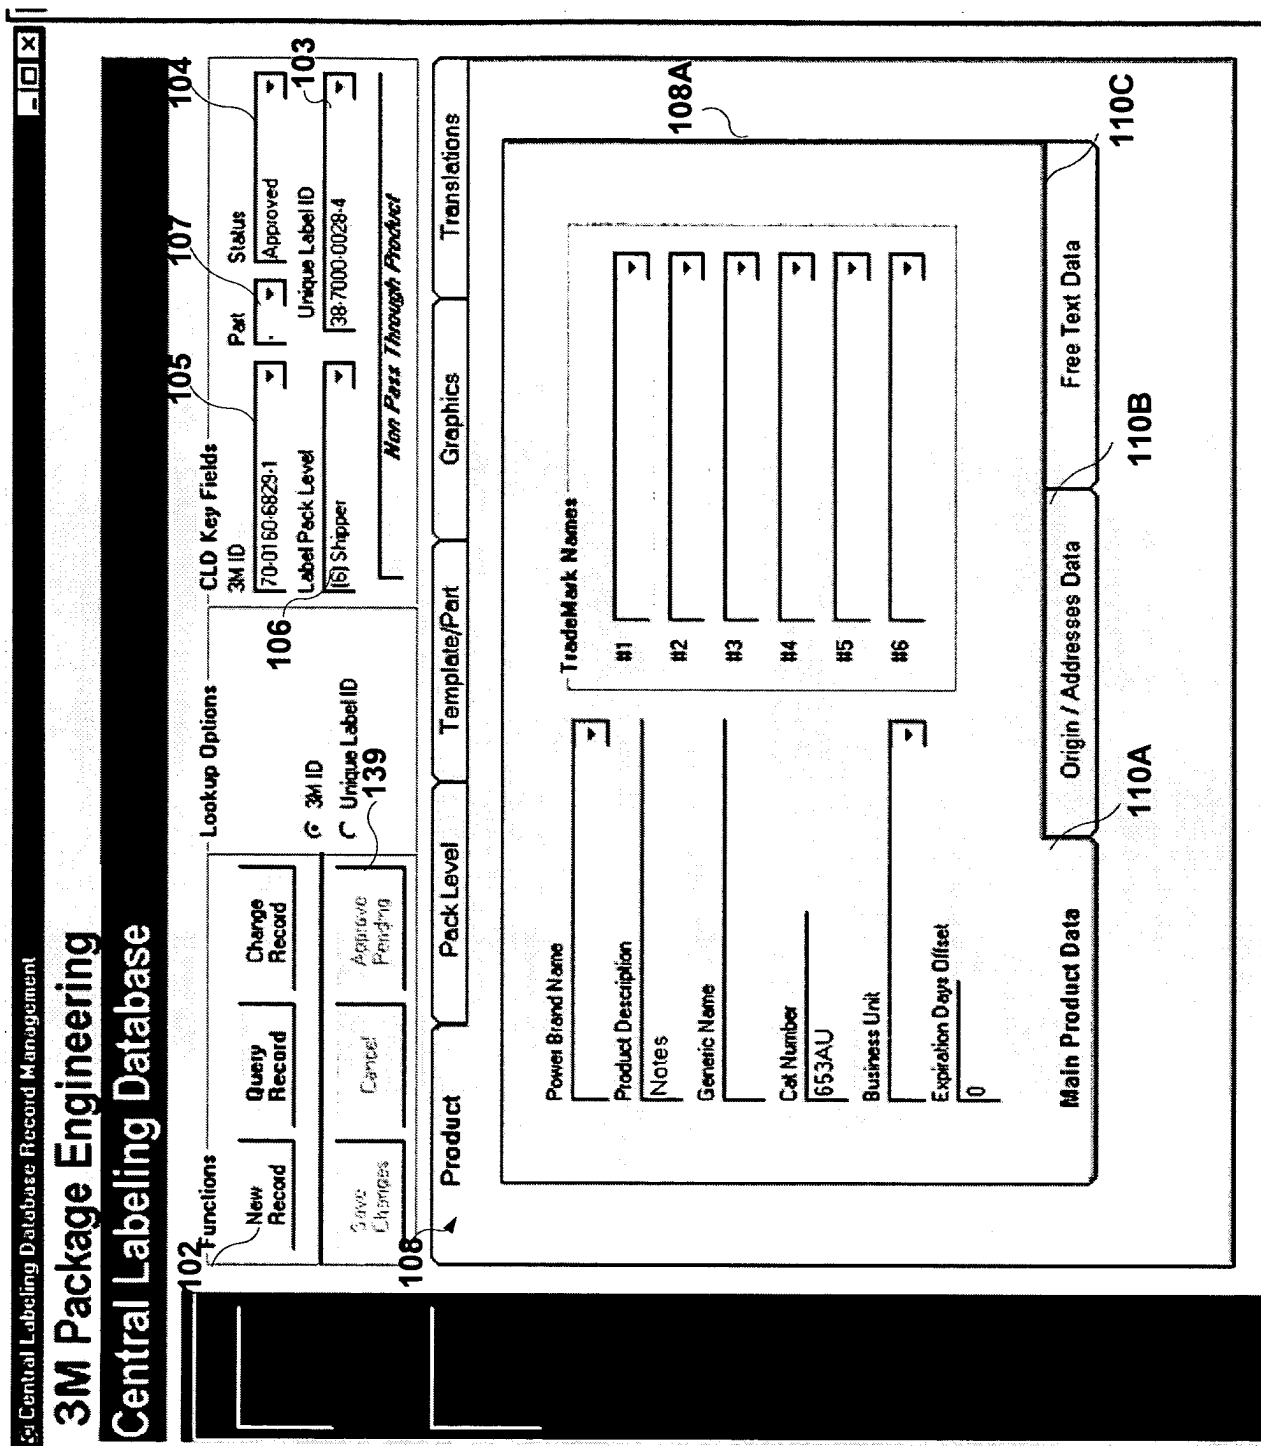 Central Labeling Database Record Management
3M Package Engineering
Central Labeling Database
102
Functions
New Record
Query Record
Change Record
Save Changes
Cancel
Approve Pending
139
Lookup Options
3M ID
Unique Label ID
CLD Key Fields
105
107
104
3M ID
Part
Status
70-0160-6829-1
-
Approved
106
Label Pack Level
Unique Label ID
103
(6) Shipper
38-7000-0028-4
Non Pass Through Product
108
Product
Pack Level
Template/Part
Graphics
Translations
108A
Power Brand Name
Product Description
Notes
Generic Name
Cat Number
653AU
Business Unit
Expiration Days Offset
0
TradeMark Names
#1
#2
#3
#4
#5
#6
Main Product Data
Origin / Addresses Data
Free Text Data
110A
110B
110C